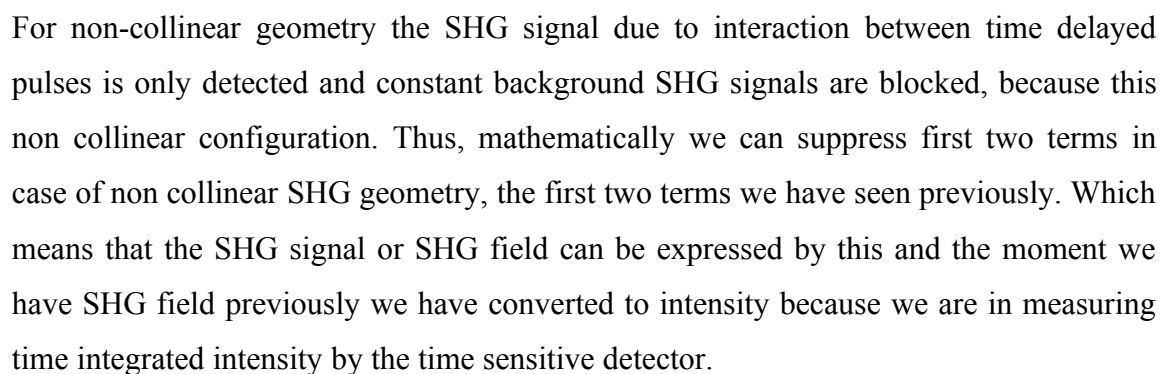 For non-collinear geometry the SHG signal due to interaction between time delayed
pulses is only detected and constant background SHG signals are blocked, because this
non collinear configuration. Thus, mathematically we can suppress first two terms in
case of non collinear SHG geometry, the first two terms we have seen previously. Which
means that the SHG signal or SHG field can be expressed by this and the moment we
have SHG field previously we have converted to intensity because we are in measuring
time integrated intensity by the time sensitive detector.